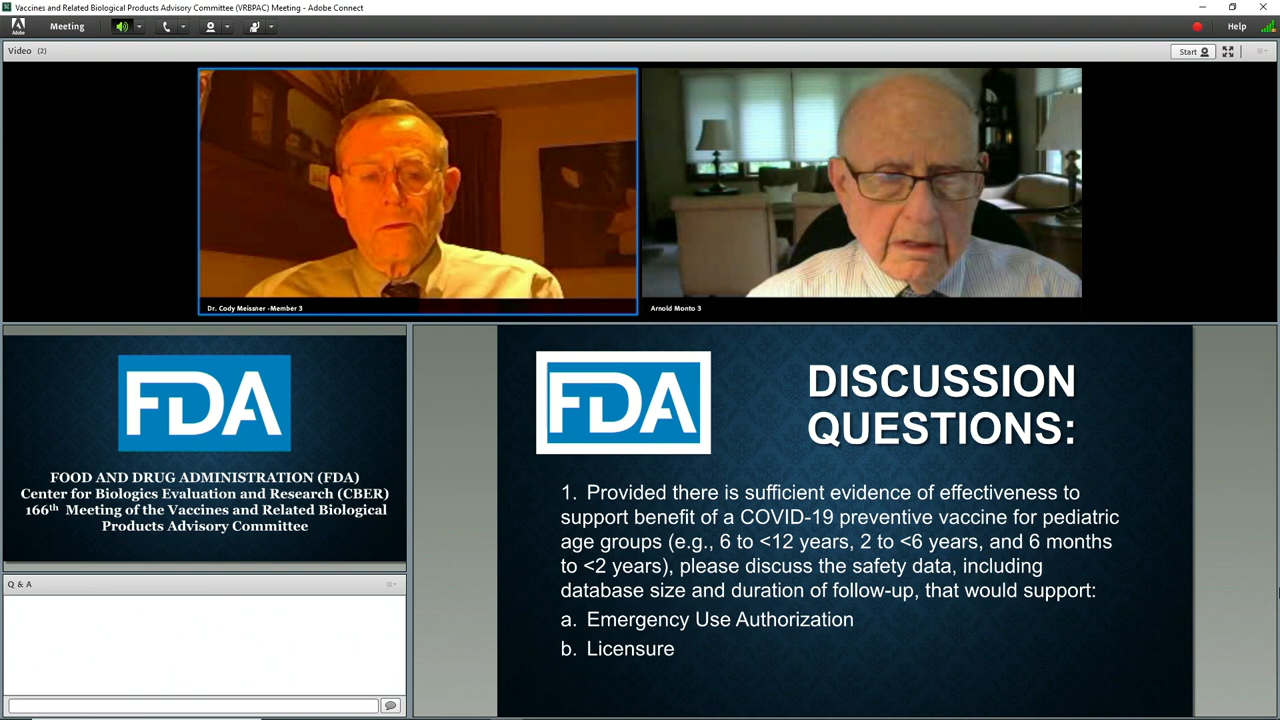 Vaccines and Related Biological Products Advisory Committee (VRBPAC) Meeting - Adobe Connect
Adobe
Meeting
Help
Video (2)
Start
Dr. Cody Meissner -Member 3
Arnold Monto 3
FDA
FOOD AND DRUG ADMINISTRATION (FDA)
Center for Biologics Evaluation and Research (CBER)
166th Meeting of the Vaccines and Related Biological
Products Advisory Committee
Q & A
FDA
DISCUSSION
QUESTIONS:
1. Provided there is sufficient evidence of effectiveness to
support benefit of a COVID-19 preventive vaccine for pediatric
age groups (e.g., 6 to <12 years, 2 to <6 years, and 6 months
to <2 years), please discuss the safety data, including
database size and duration of follow-up, that would support:
a. Emergency Use Authorization
b. Licensure